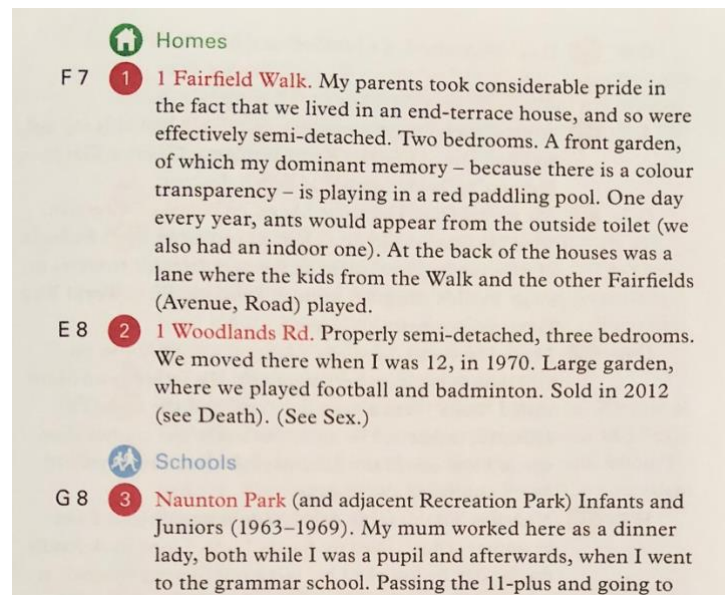 Homes
F 7 1 1 Fairfield Walk. My parents took considerable pride in
the fact that we lived in an end-terrace house, and so were
effectively semi-detached. Two bedrooms. A front garden,
of which my dominant memory – because there is a colour
transparency – is playing in a red paddling pool. One day
every year, ants would appear from the outside toilet (we
also had an indoor one). At the back of the houses was a
lane where the kids from the Walk and the other Fairfields
(Avenue, Road) played.
E 8 2 1 Woodlands Rd. Properly semi-detached, three bedrooms.
We moved there when I was 12, in 1970. Large garden,
where we played football and badminton. Sold in 2012
(see Death). (See Sex.)
Schools
G 8 3 Naunton Park (and adjacent Recreation Park) Infants and
Juniors (1963–1969). My mum worked here as a dinner
lady, both while I was a pupil and afterwards, when I went
to the grammar school. Passing the 11-plus and going to